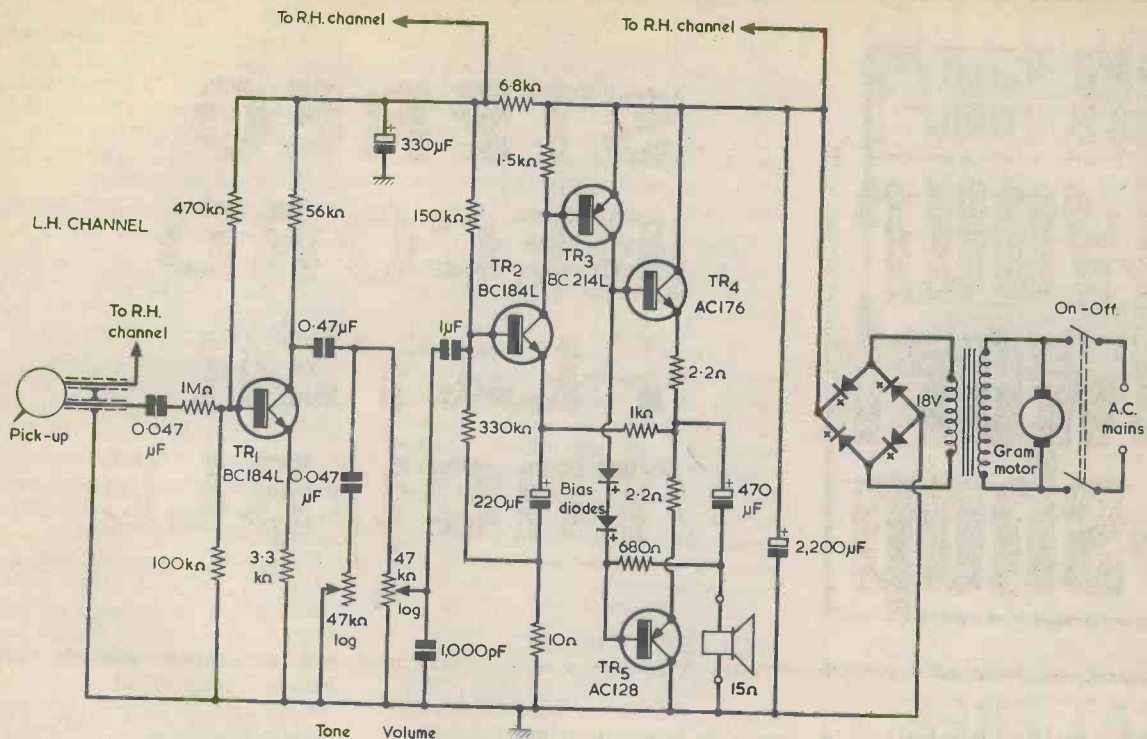 To R.H. channel
To R.H. channel
6·8kΩ
330µF
1·5kΩ
470kΩ
56kΩ
150kΩ
L.H. CHANNEL
TR3
BC214L
TR2
BC184L
TR4
AC176
To R.H.
channel
0·47µF
1µF
On-Off
2·2Ω
1MΩ
18V
A.C.
mains
Pick-up
0·047
µF
1kΩ
Gram
motor
TR1
BC184L
330kΩ
0·047
µF
220µF
Bias
diodes
2·2Ω
470
µF
680Ω
2,200µF
100kΩ
3·3
kΩ
47
kΩ
log
47kΩ
log
1,000pF
10Ω
TR5
AC128
15Ω
Tone
Volume